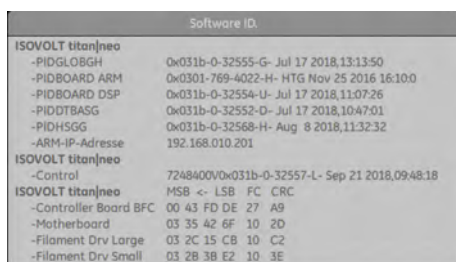 Software ID.
ISOVOLT titan|neo
-PIDGLOBGH 0x031b-0-32555-G- Jul 17 2018,13:13:50
-PIDBOARD ARM 0x0301-769-4022-H- HTG Nov 25 2016 16:10:0
-PIDBOARD DSP 0x031b-0-32554-U- Jul 17 2018,11:07:26
-PIDDTBASG 0x031b-0-32552-D- Jul 17 2018,10:47:01
-PIDHSGG 0x031b-0-32568-H- Aug 8 2018,11:32:32
-ARM-IP-Adresse 192.168.010.201
ISOVOLT titan|neo
-Control 7248400V0x031b-0-32557-L- Sep 21 2018,09:48:18
ISOVOLT titan|neo MSB <- LSB FC CRC
-Controller Board BFC 00 43 FD DE 27 A9
-Motherboard 03 35 42 6F 10 2D
-Filament Drv Large 03 2C 15 CB 10 C2
-Filament Drv Small 03 2B 3B E2 10 3E